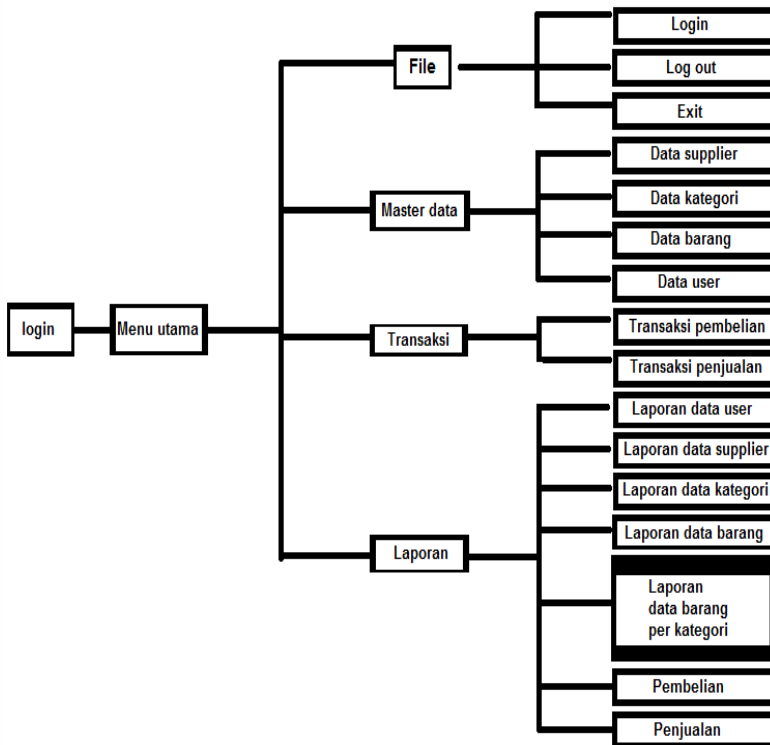 login
Menu utama
File
Login
Log out
Exit
Master data
Data supplier
Data kategori
Data barang
Data user
Transaksi
Transaksi pembelian
Transaksi penjualan
Laporan
Laporan data user
Laporan data supplier
Laporan data kategori
Laporan data barang
Laporan
data barang
per kategori
Pembelian
Penjualan